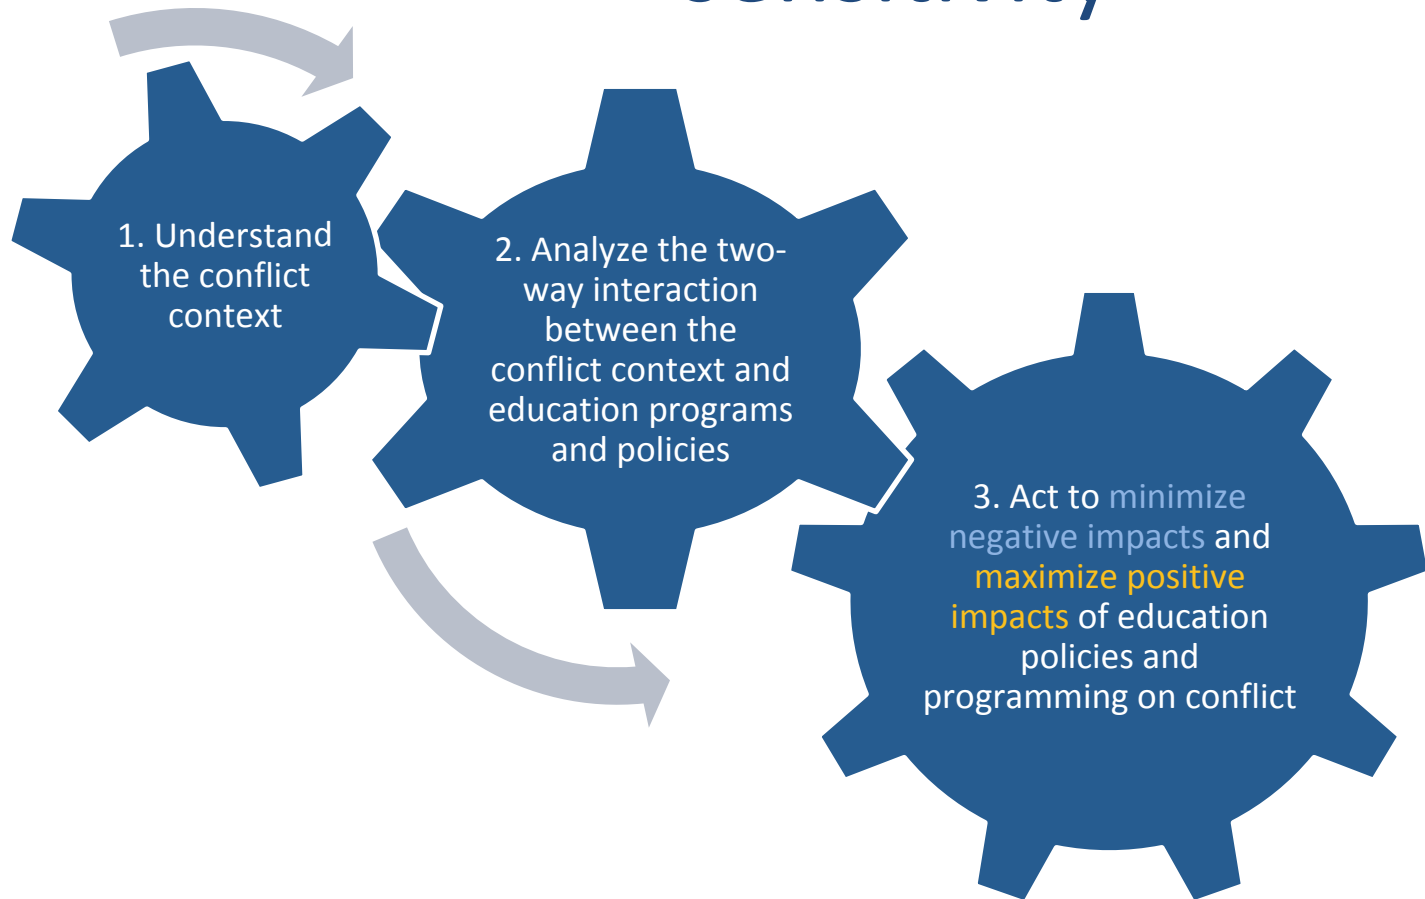 sensitivity
1. Understand
the conflict
context
2. Analyze the two-
way interaction
between the
conflict context and
education programs
and policies
3. Act to minimize
negative impacts and
maximize positive
impacts of education
policies and
programming on conflict